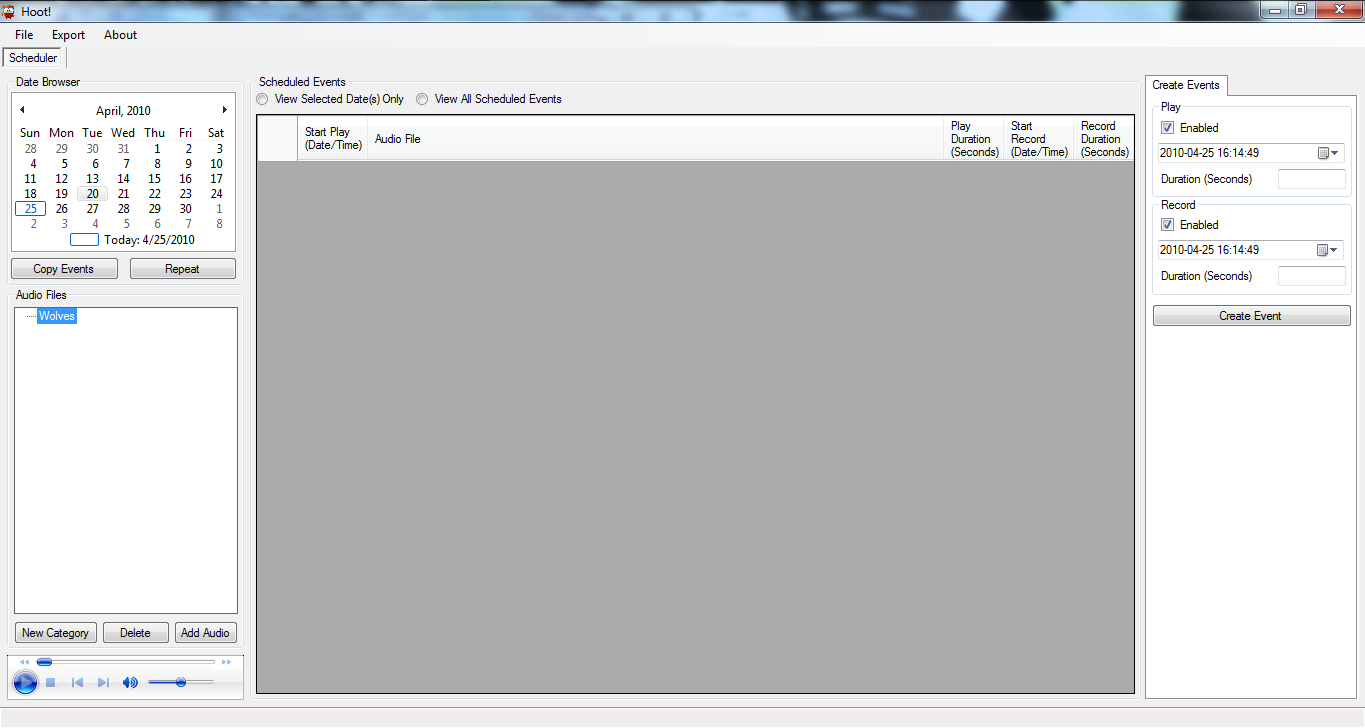 Hoot!
File Export About
Scheduler
Date Browser
April, 2010
Sun Mon Tue Wed Thu Fri Sat
28 29 30 31 1 2 3
4 5 6 7 8 9 10
11 12 13 14 15 16 17
18 19 20 21 22 23 24
25 26 27 28 29 30 1
2 3 4 5 6 7 8
Today: 4/25/2010
Copy Events Repeat
Audio Files
Wolves
New Category Delete Add Audio
Scheduled Events
View Selected Date(s) Only View All Scheduled Events
Start Play
(Date/Time)
Audio File
Play
Duration
(Seconds)
Start
Record
(Date/Time)
Record
Duration
(Seconds)
Create Events
Play
Enabled
2010-04-25 16:14:49
Duration (Seconds)
Record
Enabled
2010-04-25 16:14:49
Duration (Seconds)
Create Event